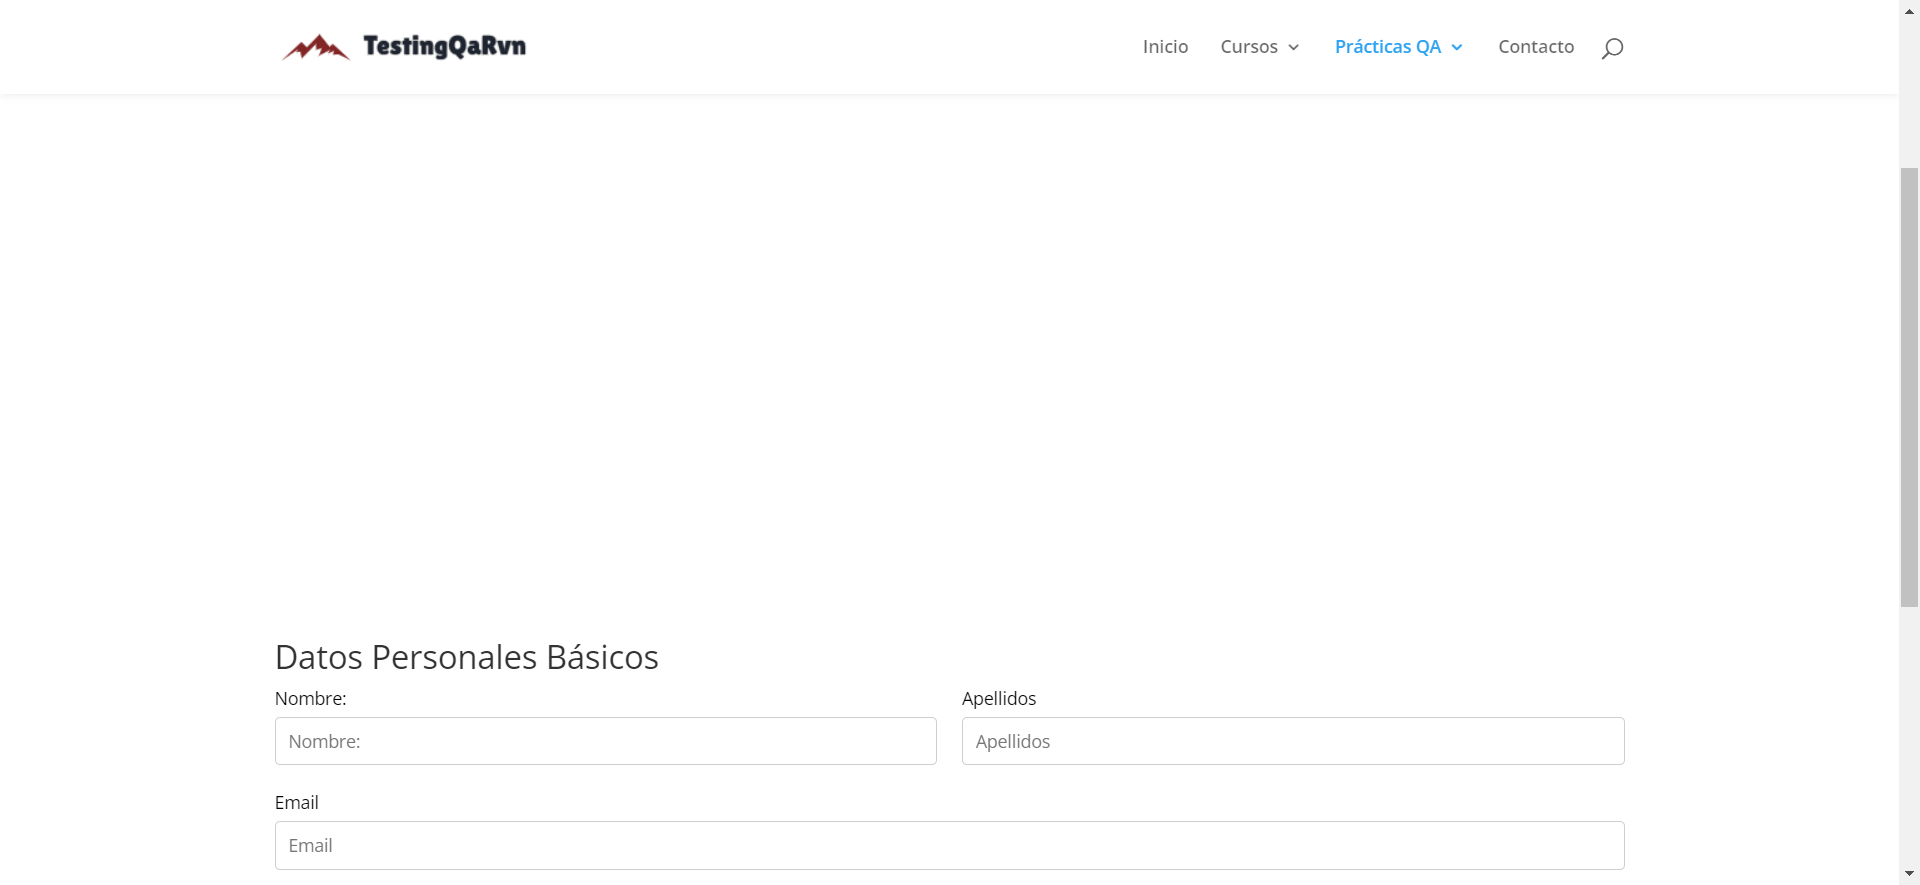 TestingQaRvn
Inicio Cursos Prácticas QA Contacto
Datos Personales Básicos
Nombre: Apellidos
Nombre: Apellidos
Email
Email